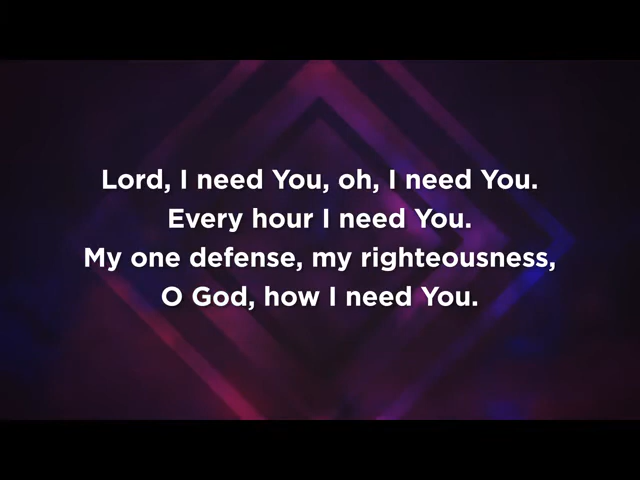 Lord, I need You, oh, I need You.
Every hour I need You.
My one defense, my righteousness,
O God, how I need You.